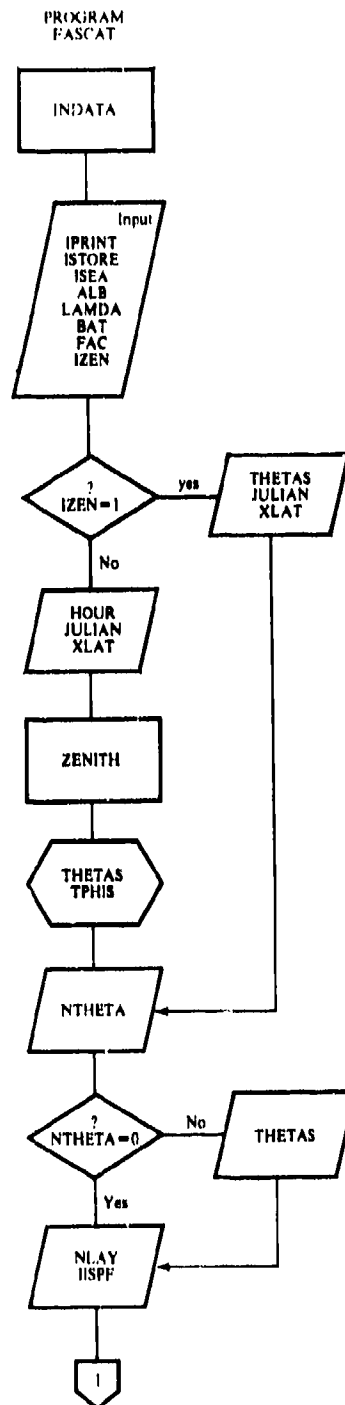 PROGRAM
FASCAT
INDATA
Input
IPRINT
ISTORE
ISEA
ALB
LAMDA
BAT
FAC
IZEN
?
IZEN=1
yes
THETAS
JULIAN
XLAT
No
HOUR
JULIAN
XLAT
ZENITH
THETAS
TPHIS
NTHETA
?
NTHETA=0
No
THETAS
Yes
NLAY
1